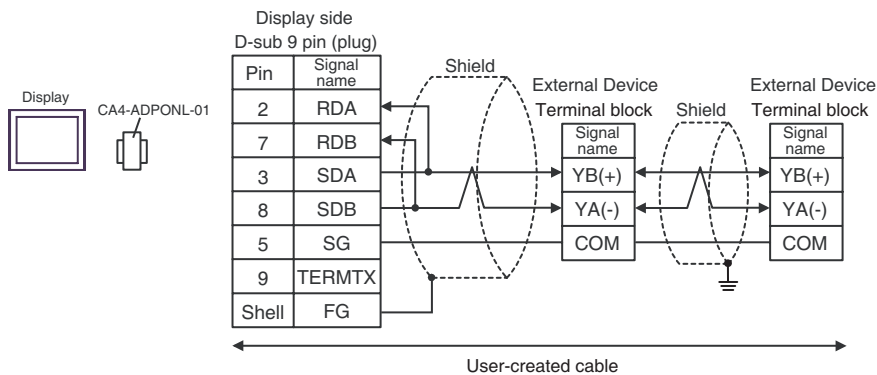 Display side
D-sub 9 pin (plug)
Display
CA4-ADPONL-01
Pin Signal name
2 RDA
7 RDB
3 SDA
8 SDB
5 SG
9 TERMTX
Shell FG
Shield
External Device
Terminal block
Signal name
YB(+)
YA(-)
COM
Shield
External Device
Terminal block
Signal name
YB(+)
YA(-)
COM
User-created cable